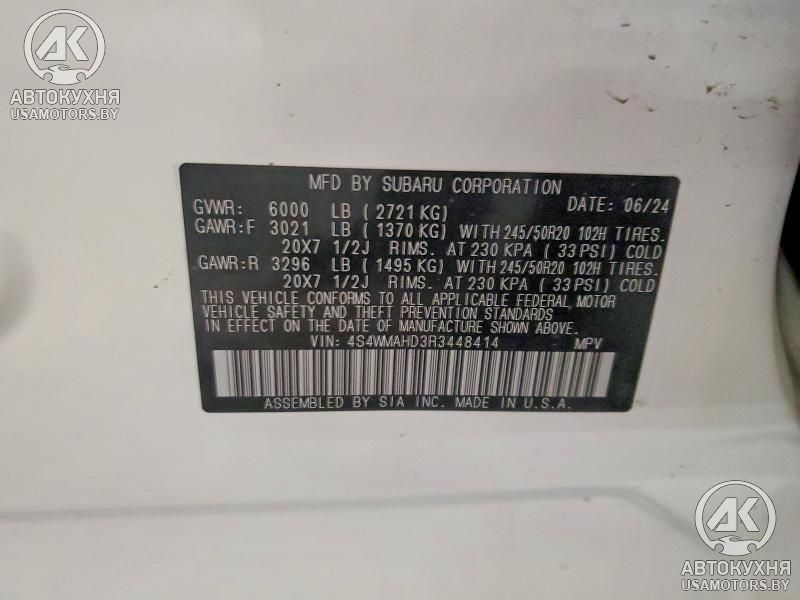 AK
АВТОКУХНЯ
USAMOTORS.BY
MFD BY SUBARU CORPORATION DATE: 06/24
GVWR: 6000 LB ( 2721 KG)
GAWR:F 3021 LB ( 1370 KG) WITH 245/50R20 102H TIRES.
20X7 1/2J RIMS. AT 230 KPA ( 33 PSI) COLD
GAWR:R 3296 LB ( 1495 KG) WITH 245/50R20 102H TIRES.
20X7 1/2J RIMS. AT 230 KPA ( 33 PSI) COLD
THIS VEHICLE CONFORMS TO ALL APPLICABLE FEDERAL MOTOR
VEHICLE SAFETY AND THEFT PREVENTION STANDARDS
IN EFFECT ON THE DATE OF MANUFACTURE SHOWN ABOVE.
VIN: 4S4WMAHD3R3448414 MPV
ASSEMBLED BY SIA INC. MADE IN U.S.A.
AK
АВТОКУХНЯ
USAMOTORS.BY